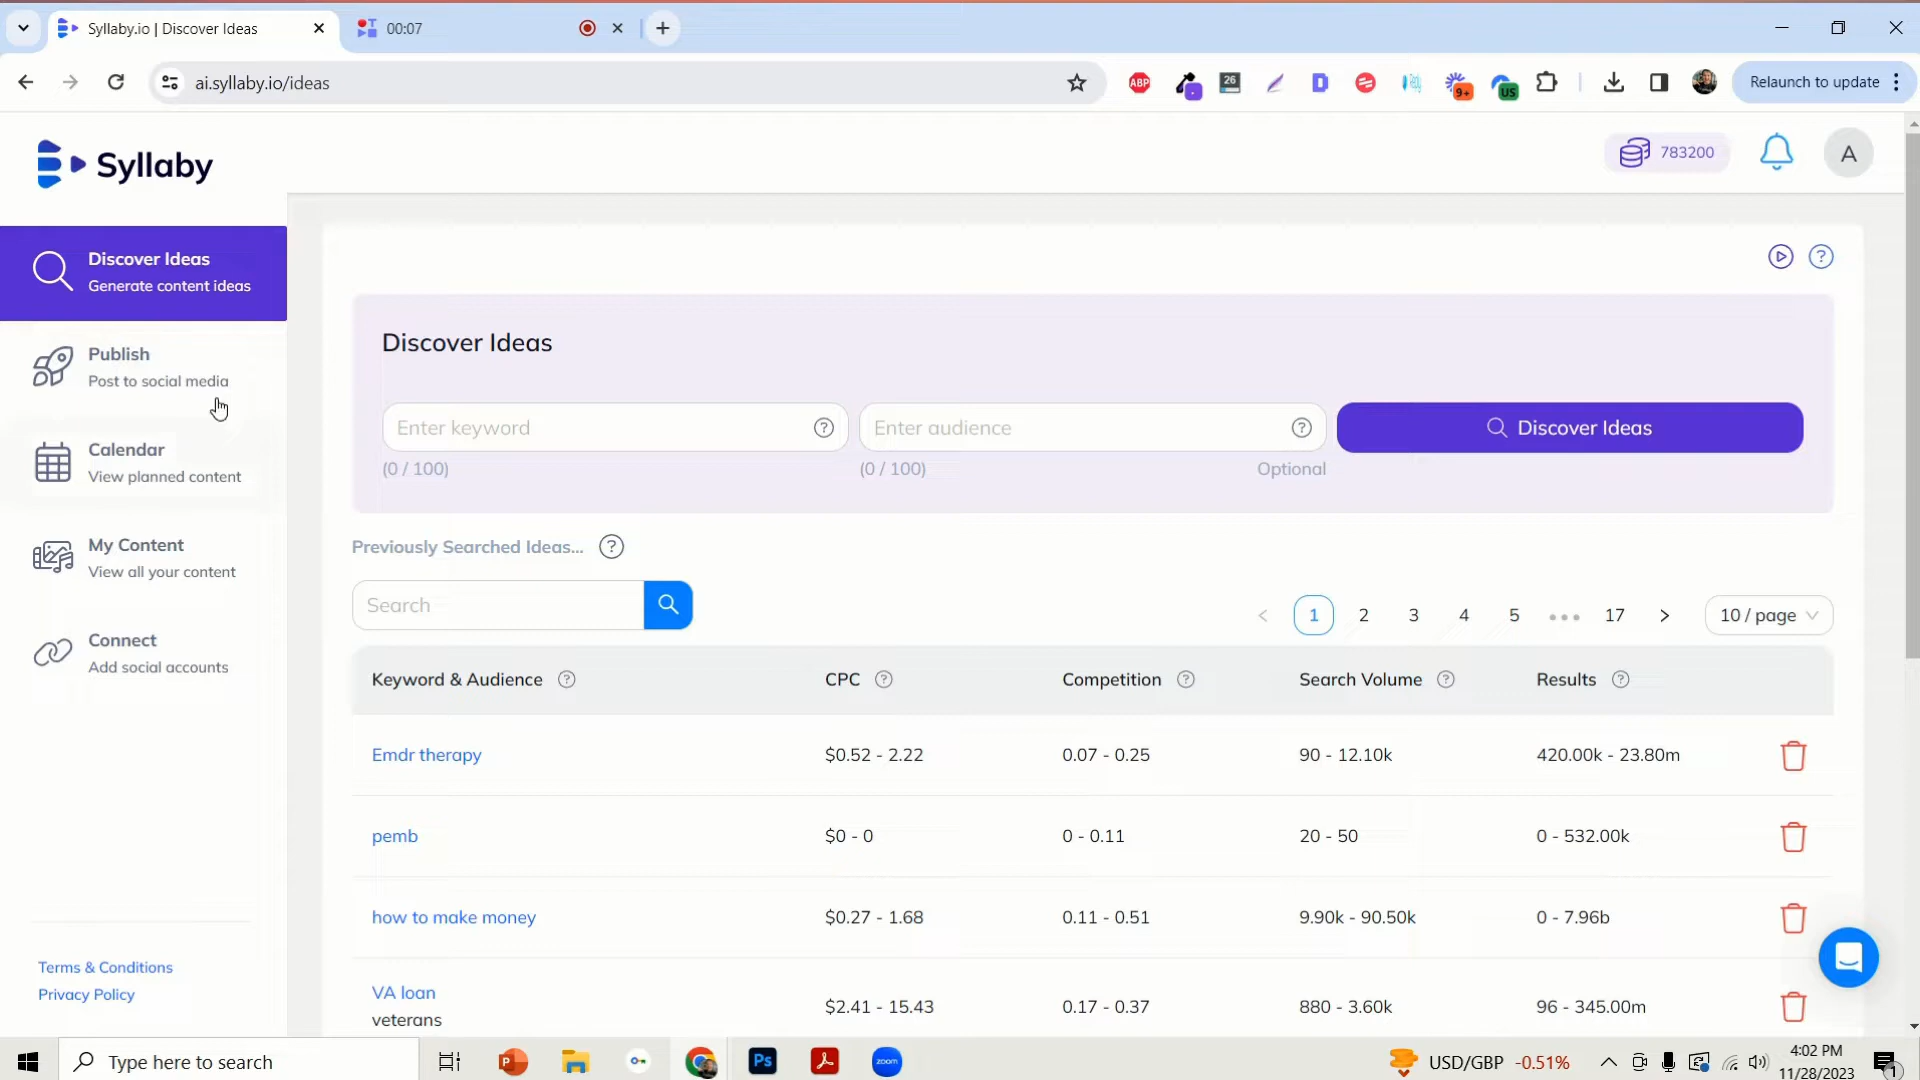 Syllaby.io | Discover Ideas
00:07
ai.syllaby.io/ideas
ABP
26
9+
US
Relaunch to update
Syllaby
783200
A
Discover Ideas
Generate content ideas
Publish
Post to social media
Calendar
View planned content
My Content
View all your content
Connect
Add social accounts
Terms & Conditions
Privacy Policy
Discover Ideas
Enter keyword
Enter audience
Discover Ideas
(0 / 100)
(0 / 100)
Optional
Previously Searched Ideas...
Search
1 2 3 4 5 ••• 17
10 / page
Keyword & Audience CPC Competition Search Volume Results
Emdr therapy $0.52 - 2.22 0.07 - 0.25 90 - 12.10k 420.00k - 23.80m
pemb $0 - 0 0 - 0.11 20 - 50 0 - 532.00k
how to make money $0.27 - 1.68 0.11 - 0.51 9.90k - 90.50k 0 - 7.96b
VA loan
veterans
$2.41 - 15.43 0.17 - 0.37 880 - 3.60k 96 - 345.00m
Type here to search
Ps
zoom
USD/GBP -0.51%
4:02 PM
11/28/2023
1